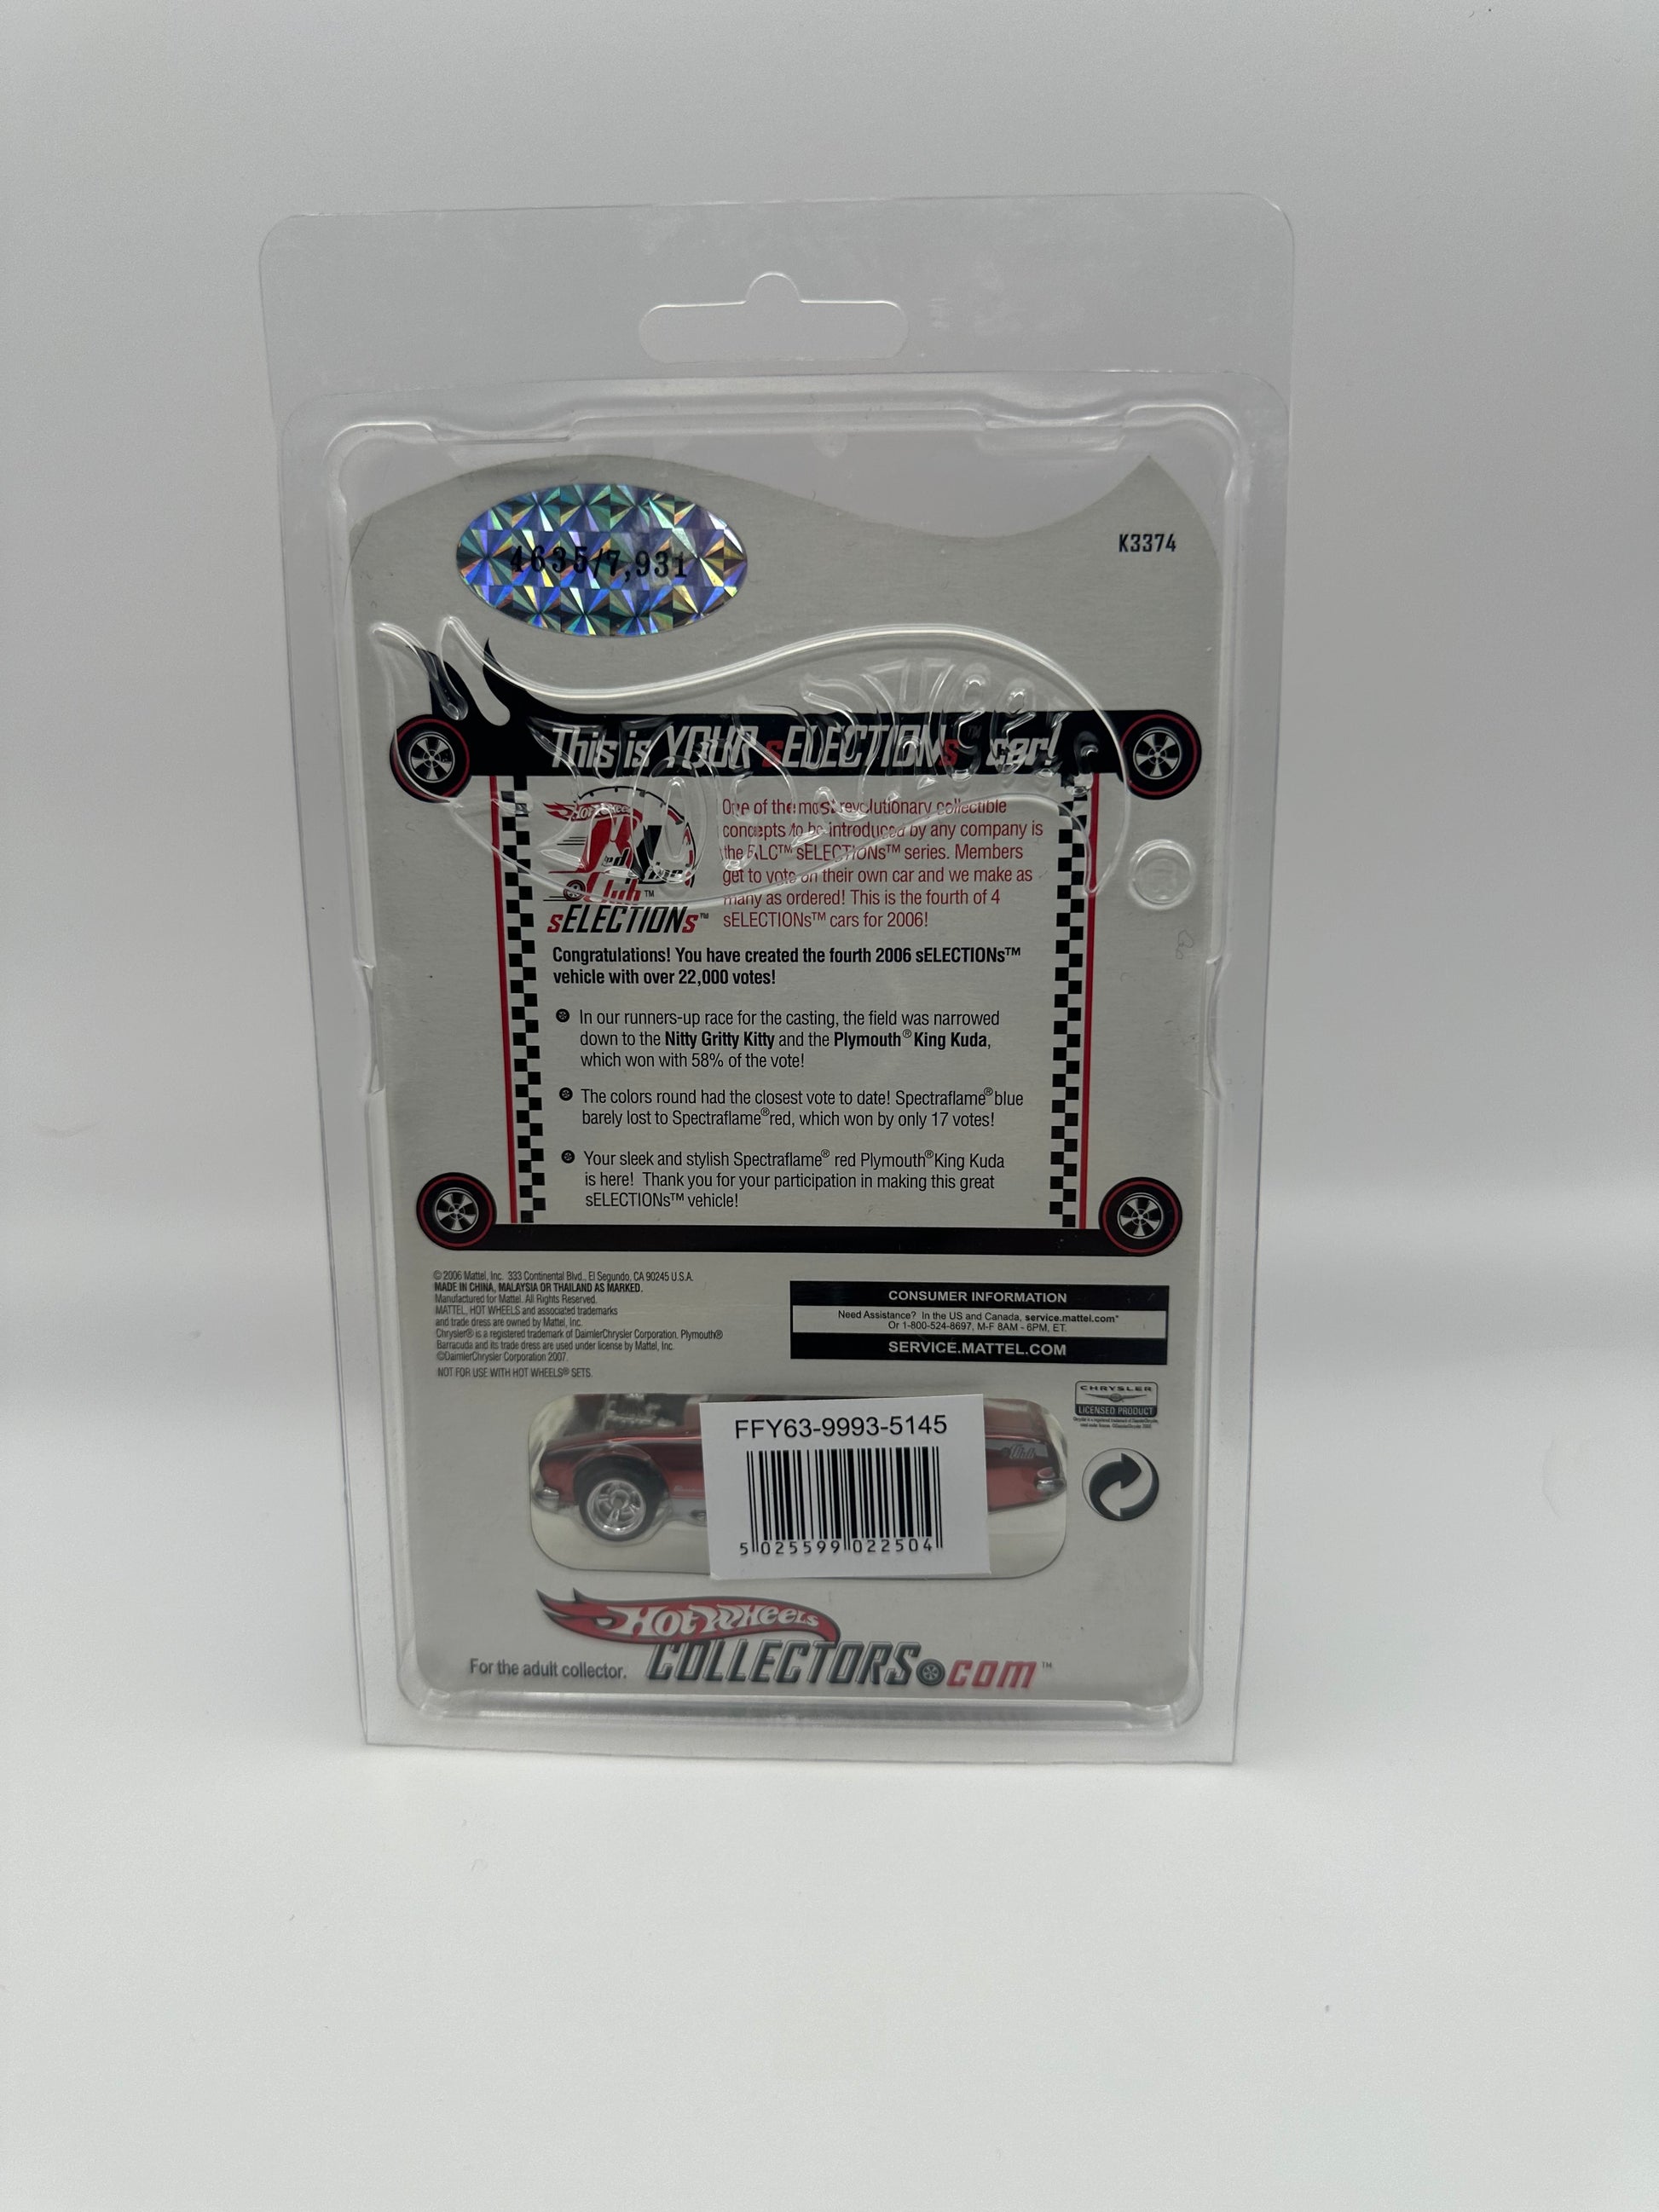 4635/7,931
K3374
This is YOUR sELECTIONs™ car!
HOT WHEELS
Red Line
Club™
sELECTIONs™
One of the most revolutionary collectible
concepts to be introduced by any company is
the RLC™ sELECTIONs™ series. Members
get to vote on their own car and we make as
many as ordered! This is the fourth of 4
sELECTIONs™ cars for 2006!
Congratulations! You have created the fourth 2006 sELECTIONs™
vehicle with over 22,000 votes!
In our runners-up race for the casting, the field was narrowed
down to the Nitty Gritty Kitty and the Plymouth® King Kuda,
which won with 58% of the vote!
The colors round had the closest vote to date! Spectraflame® blue
barely lost to Spectraflame® red, which won by only 17 votes!
Your sleek and stylish Spectraflame® red Plymouth® King Kuda
is here! Thank you for your participation in making this great
sELECTIONs™ vehicle!
© 2006 Mattel, Inc. 333 Continental Blvd., El Segundo, CA 90245 U.S.A.
MADE IN CHINA, MALAYSIA OR THAILAND AS MARKED.
Manufactured for Mattel. All Rights Reserved.
MATTEL, HOT WHEELS and associated trademarks
and trade dress are owned by Mattel, Inc.
Chrysler® is a registered trademark of DaimlerChrysler Corporation. Plymouth®
Barracuda and its trade dress are used under license by Mattel, Inc.
©DaimlerChrysler Corporation 2007.
NOT FOR USE WITH HOT WHEELS® SETS.
CONSUMER INFORMATION
Need Assistance? In the US and Canada, service.mattel.com*
Or 1-800-524-8697, M-F 8AM - 6PM, ET.
SERVICE.MATTEL.COM
CHRYSLER
LICENSED PRODUCT
FFY63-9993-5145
5 025599 022504
Club
HOT WHEELS
For the adult collector. COLLECTORS.com™